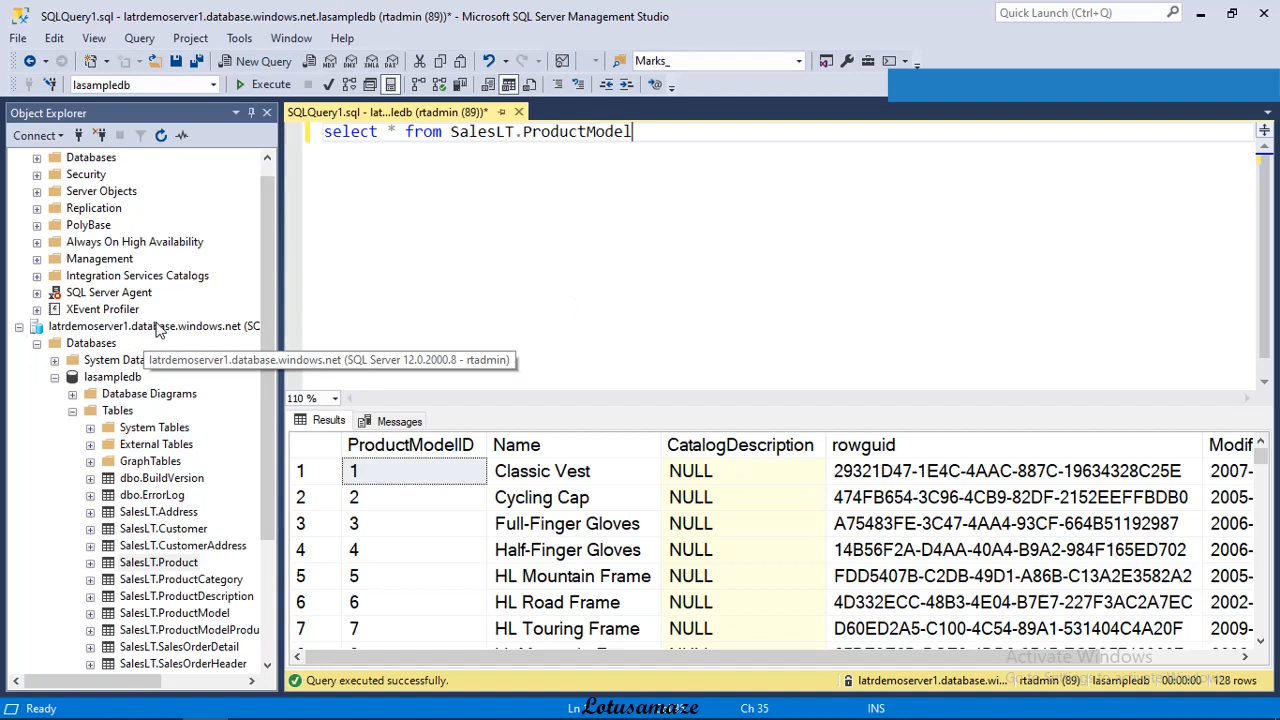 SQLQuery1.sql - latrdemoserver1.database.windows.net.lasampledb (rtadmin (89))* - Microsoft SQL Server Management Studio
Quick Launch (Ctrl+Q)
File Edit View Query Project Tools Window Help
New Query
Marks_
lasampledb
Execute
Object Explorer
SQLQuery1.sql - lat...ledb (rtadmin (89))*
Connect
select * from SalesLT.ProductModel
Databases
Security
Server Objects
Replication
PolyBase
Always On High Availability
Management
Integration Services Catalogs
SQL Server Agent
XEvent Profiler
latrdemoserver1.database.windows.net (SC
Databases
System Data
latrdemoserver1.database.windows.net (SQL Server 12.0.2000.8 - rtadmin)
lasampledb
Database Diagrams
Tables
System Tables
External Tables
GraphTables
dbo.BuildVersion
dbo.ErrorLog
SalesLT.Address
SalesLT.Customer
SalesLT.CustomerAddress
SalesLT.Product
SalesLT.ProductCategory
SalesLT.ProductDescription
SalesLT.ProductModel
SalesLT.ProductModelProdu
SalesLT.SalesOrderDetail
SalesLT.SalesOrderHeader
110 %
Results Messages
ProductModelID Name CatalogDescription rowguid Modif
1 1 Classic Vest NULL 29321D47-1E4C-4AAC-887C-19634328C25E 2007-
2 2 Cycling Cap NULL 474FB654-3C96-4CB9-82DF-2152EEFFBDB0 2005-
3 3 Full-Finger Gloves NULL A75483FE-3C47-4AA4-93CF-664B51192987 2006-
4 4 Half-Finger Gloves NULL 14B56F2A-D4AA-40A4-B9A2-984F165ED702 2006-
5 5 HL Mountain Frame NULL FDD5407B-C2DB-49D1-A86B-C13A2E3582A2 2005-
6 6 HL Road Frame NULL 4D332ECC-48B3-4E04-B7E7-227F3AC2A7EC 2002-
7 7 HL Touring Frame NULL D60ED2A5-C100-4C54-89A1-531404C4A20F 2009-
Activate Windows
Query executed successfully.
latrdemoserver1.database.wi... rtadmin (89) lasampledb 00:00:00 128 rows
Ready
Ln
Lotusamaze
Ch 35
INS